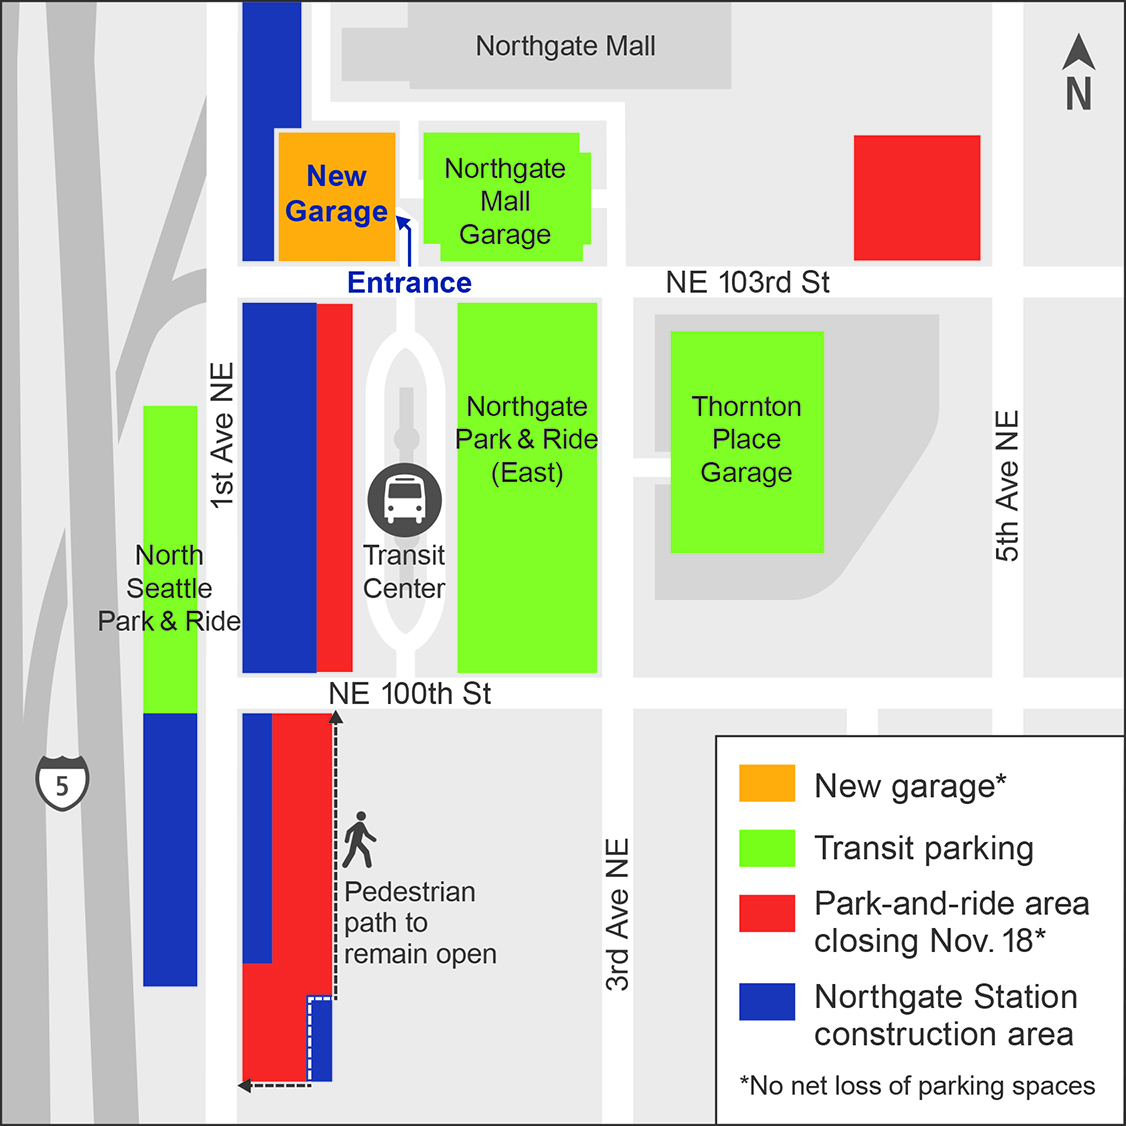 Northgate Mall
N
New
Garage
Northgate
Mall
Garage
Entrance
NE 103rd St
1st Ave NE
Northgate
Park & Ride
(East)
Thornton
Place
Garage
5th Ave NE
North
Seattle
Park & Ride
Transit
Center
NE 100th St
5
Pedestrian
path to
remain open
3rd Ave NE
New garage*
Transit parking
Park-and-ride area
closing Nov. 18*
Northgate Station
construction area
*No net loss of parking spaces